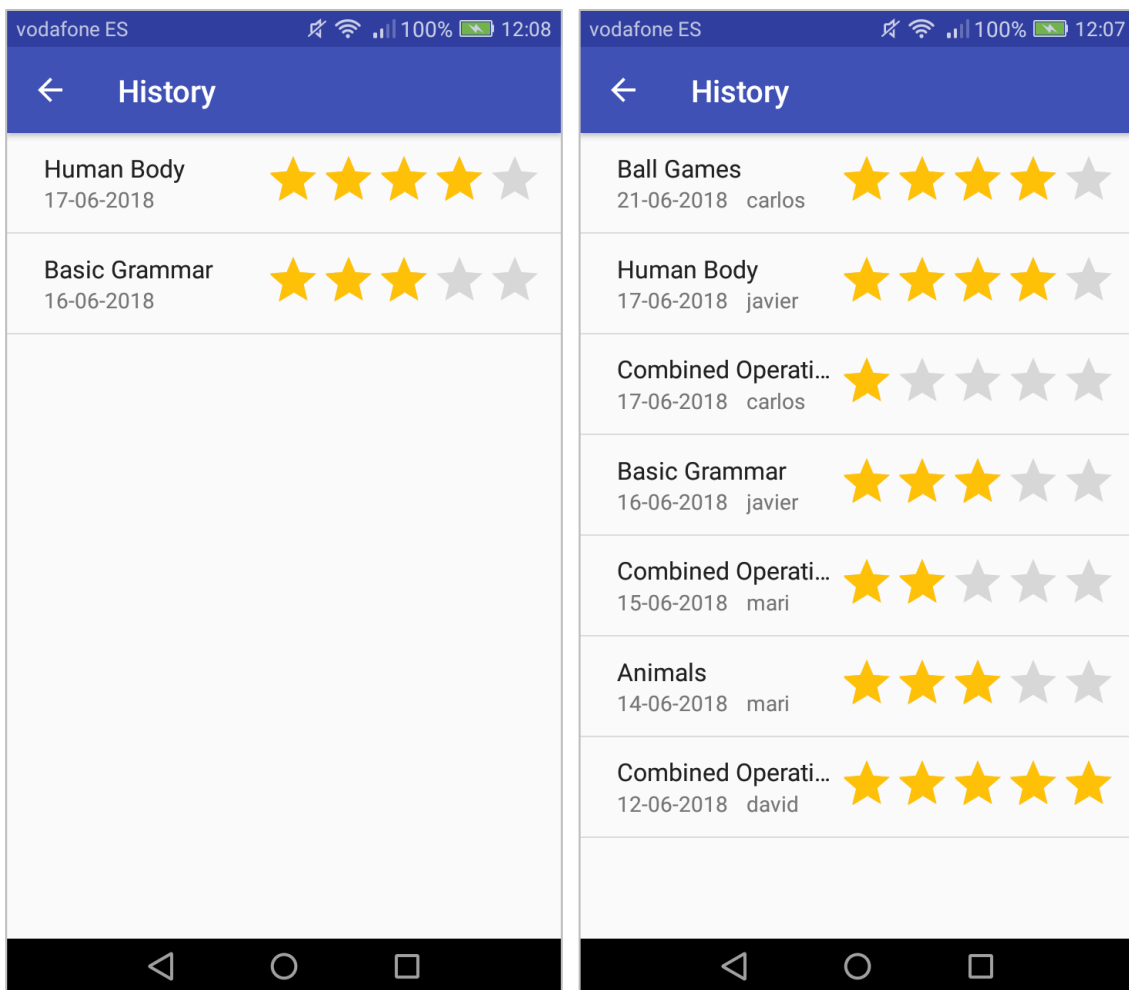 vodafone ES 100% 12:08
History
Human Body
17-06-2018
Basic Grammar
16-06-2018
vodafone ES 100% 12:07
History
Ball Games
21-06-2018 carlos
Human Body
17-06-2018 javier
Combined Operati...
17-06-2018 carlos
Basic Grammar
16-06-2018 javier
Combined Operati...
15-06-2018 mari
Animals
14-06-2018 mari
Combined Operati...
12-06-2018 david